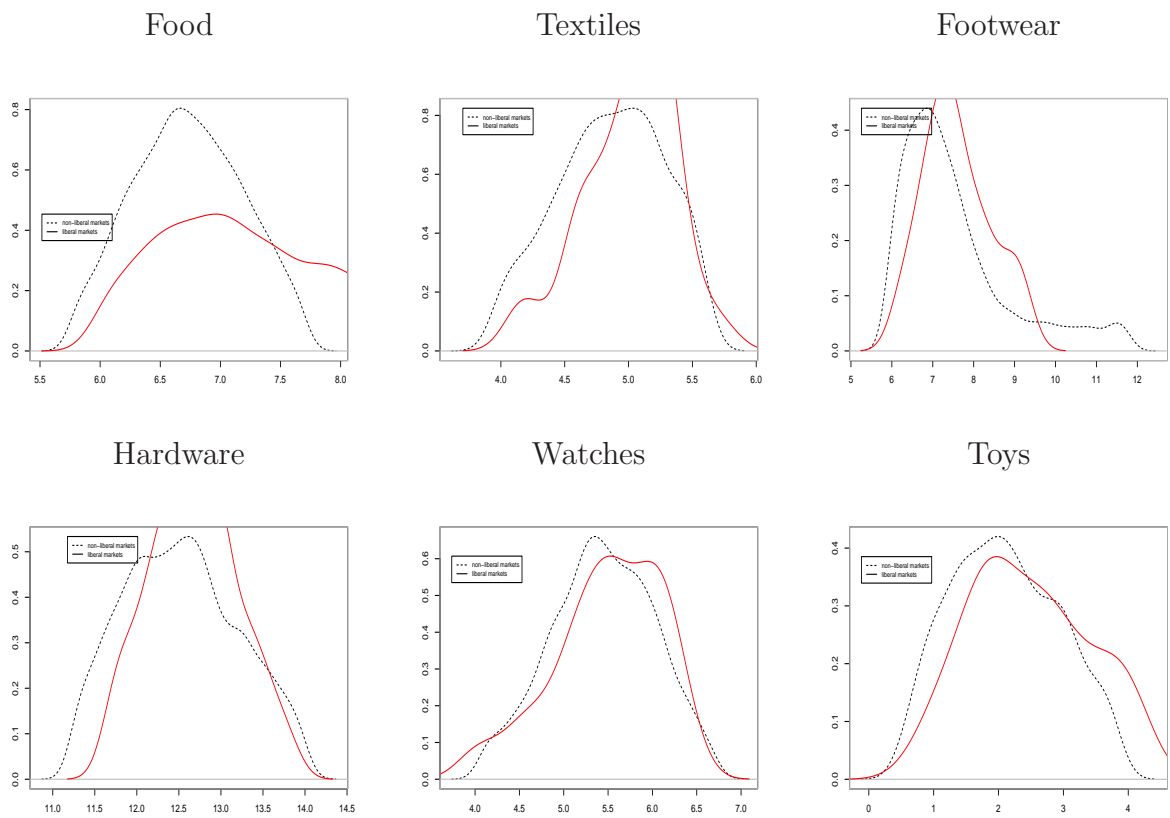 Food
Textiles
Footwear
0.0 0.2 0.4 0.6 0.8
non-liberal markets
liberal markets
5.5 6.0 6.5 7.0 7.5 8.0
0.0 0.2 0.4 0.6 0.8
non-liberal markets
liberal markets
4.0 4.5 5.0 5.5 6.0
0.0 0.1 0.2 0.3 0.4
non-liberal markets
liberal markets
5 6 7 8 9 10 11 12
Hardware
Watches
Toys
0.0 0.1 0.2 0.3 0.4 0.5
non-liberal markets
liberal markets
11.0 11.5 12.0 12.5 13.0 13.5 14.0 14.5
0.0 0.1 0.2 0.3 0.4 0.5 0.6
non-liberal markets
liberal markets
4.0 4.5 5.0 5.5 6.0 6.5 7.0
0.0 0.1 0.2 0.3 0.4
non-liberal markets
liberal markets
0 1 2 3 4